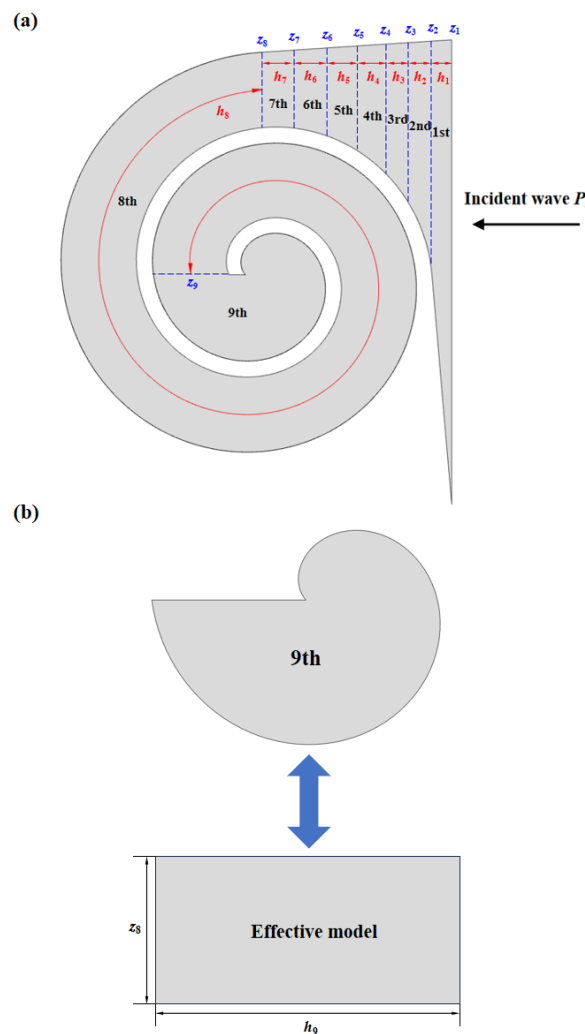 (a)
z8 z7 z6 z5 z4 z3 z2 z1
h7 h6 h5 h4 h3 h2 h1
h8
7th 6th 5th 4th 3rd 2nd 1st
8th
Incident wave P
z9
9th
(b)
9th
z8
Effective model
h9